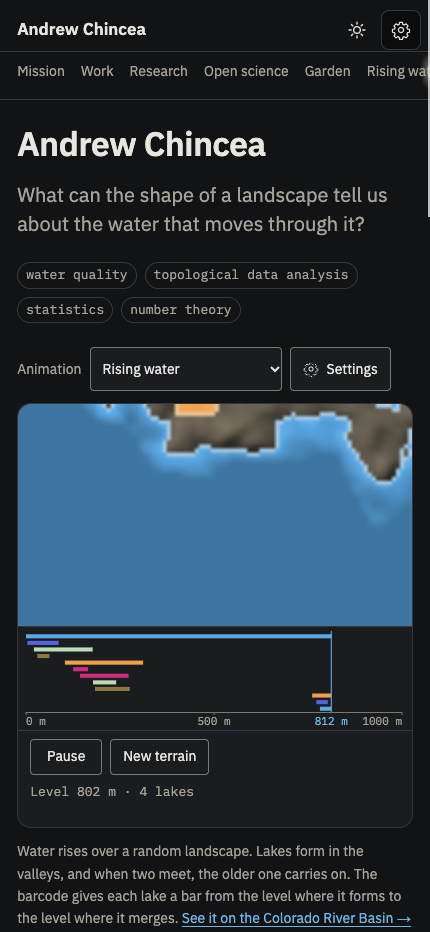 Andrew Chincea
Mission Work Research Open science Garden Rising wat
Andrew Chincea
What can the shape of a landscape tell us
about the water that moves through it?
water quality topological data analysis
statistics number theory
Animation Rising water Settings
0 m 500 m 812 m 1000 m
Pause New terrain
Level 802 m · 4 lakes
Water rises over a random landscape. Lakes form in the
valleys, and when two meet, the older one carries on. The
barcode gives each lake a bar from the level where it forms to
the level where it merges. See it on the Colorado River Basin →